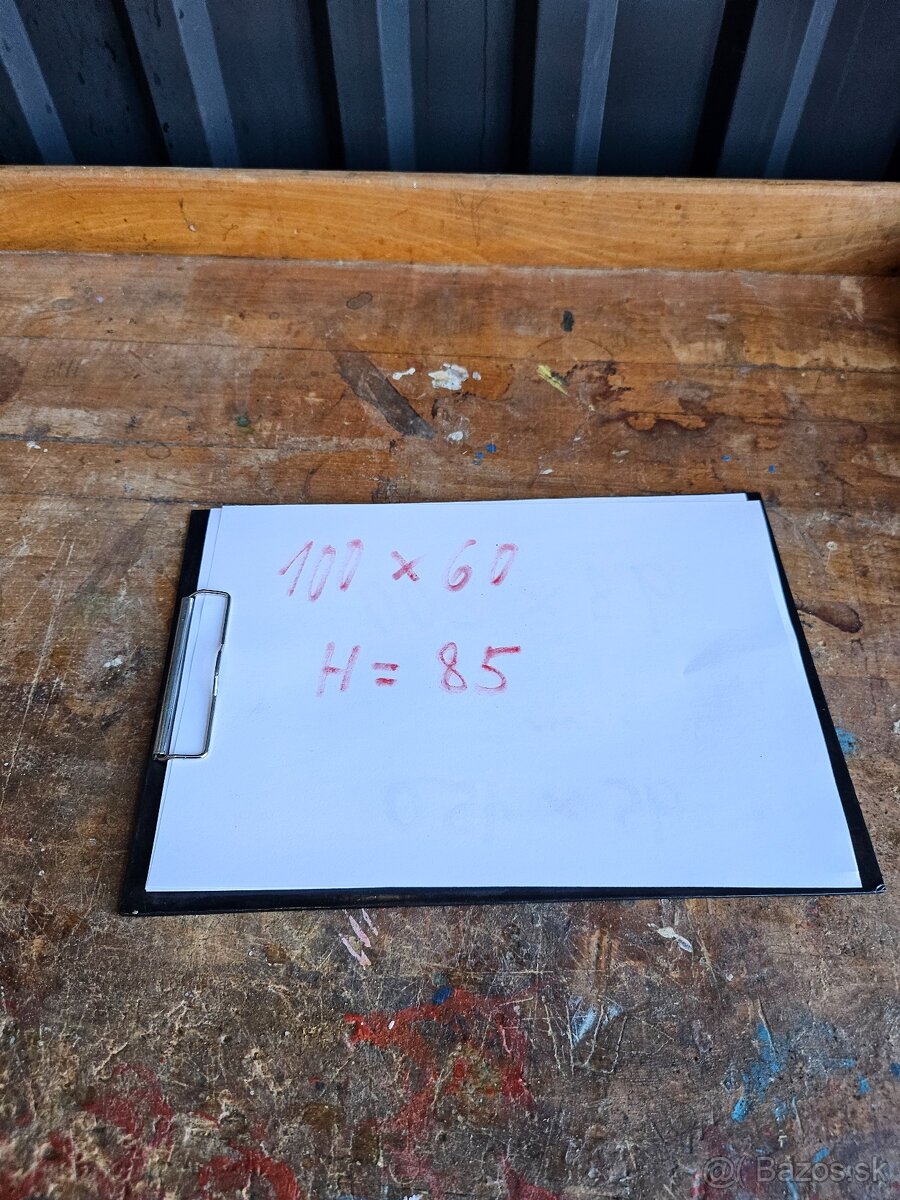 100 x 60
H = 85
@ Bazos.sk